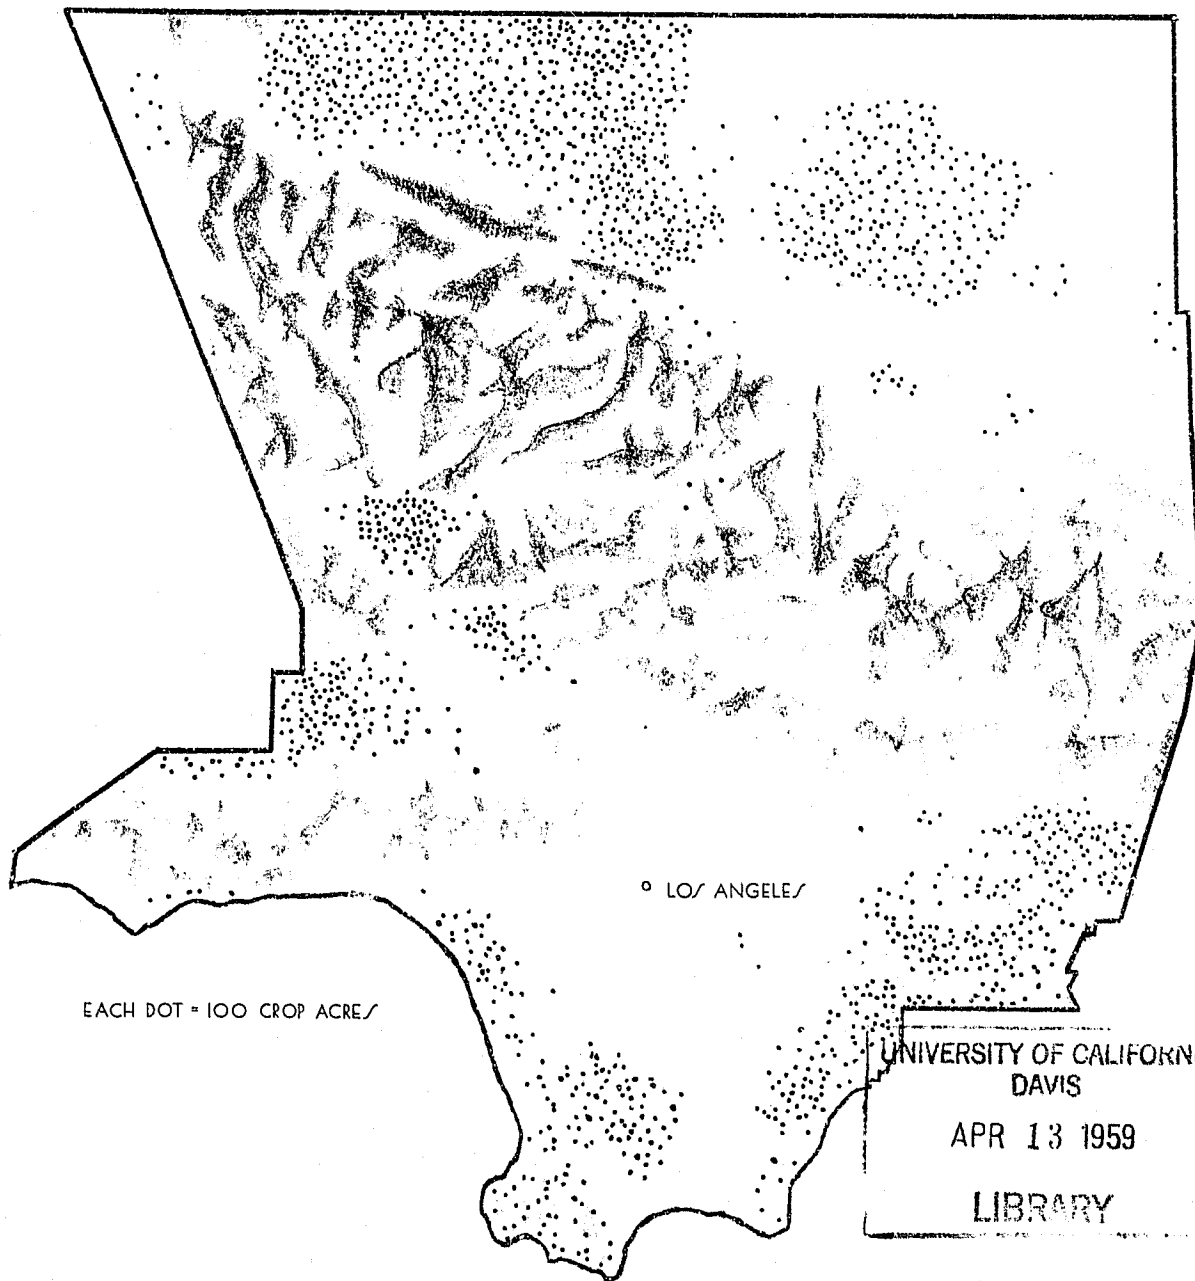 LOS ANGELES
EACH DOT = 100 CROP ACRES
UNIVERSITY OF CALIFORN
DAVIS
APR 13 1959
LIBRARY